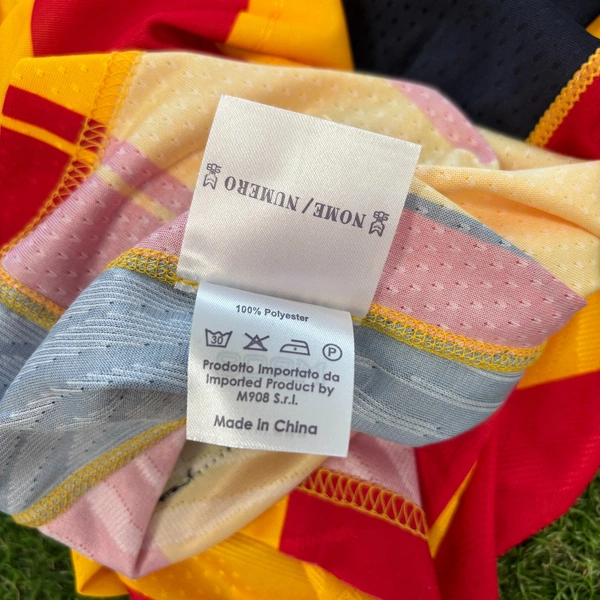 NOME/NUMERO
100% Polyester
30 P
Prodotto Importato da
Imported Product by
M908 S.r.l.
Made in China